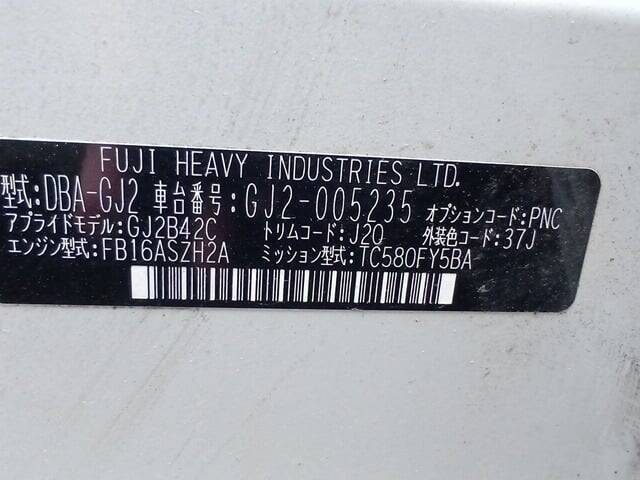 FUJI HEAVY INDUSTRIES LTD.
型式:DBA-GJ2 車台番号:GJ2-005235 オプションコード:PNC
アプライドモデル:GJ2B42C トリムコード:J20 外装色コード:37J
エンジン型式:FB16ASZH2A ミッション型式:TC580FY5BA